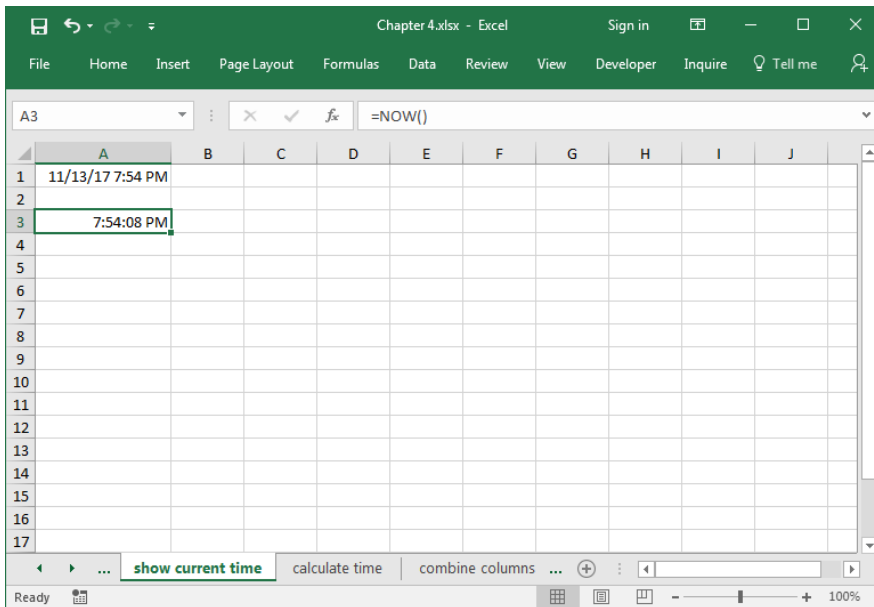 Chapter 4.xlsx - Excel
Sign in
File Home Insert Page Layout Formulas Data Review View Developer Inquire Tell me
A3 fx =NOW()
A B C D E F G H I J
1 11/13/17 7:54 PM
2
3 7:54:08 PM
4
5
6
7
8
9
10
11
12
13
14
15
16
17
... show current time calculate time combine columns ...
Ready 100%